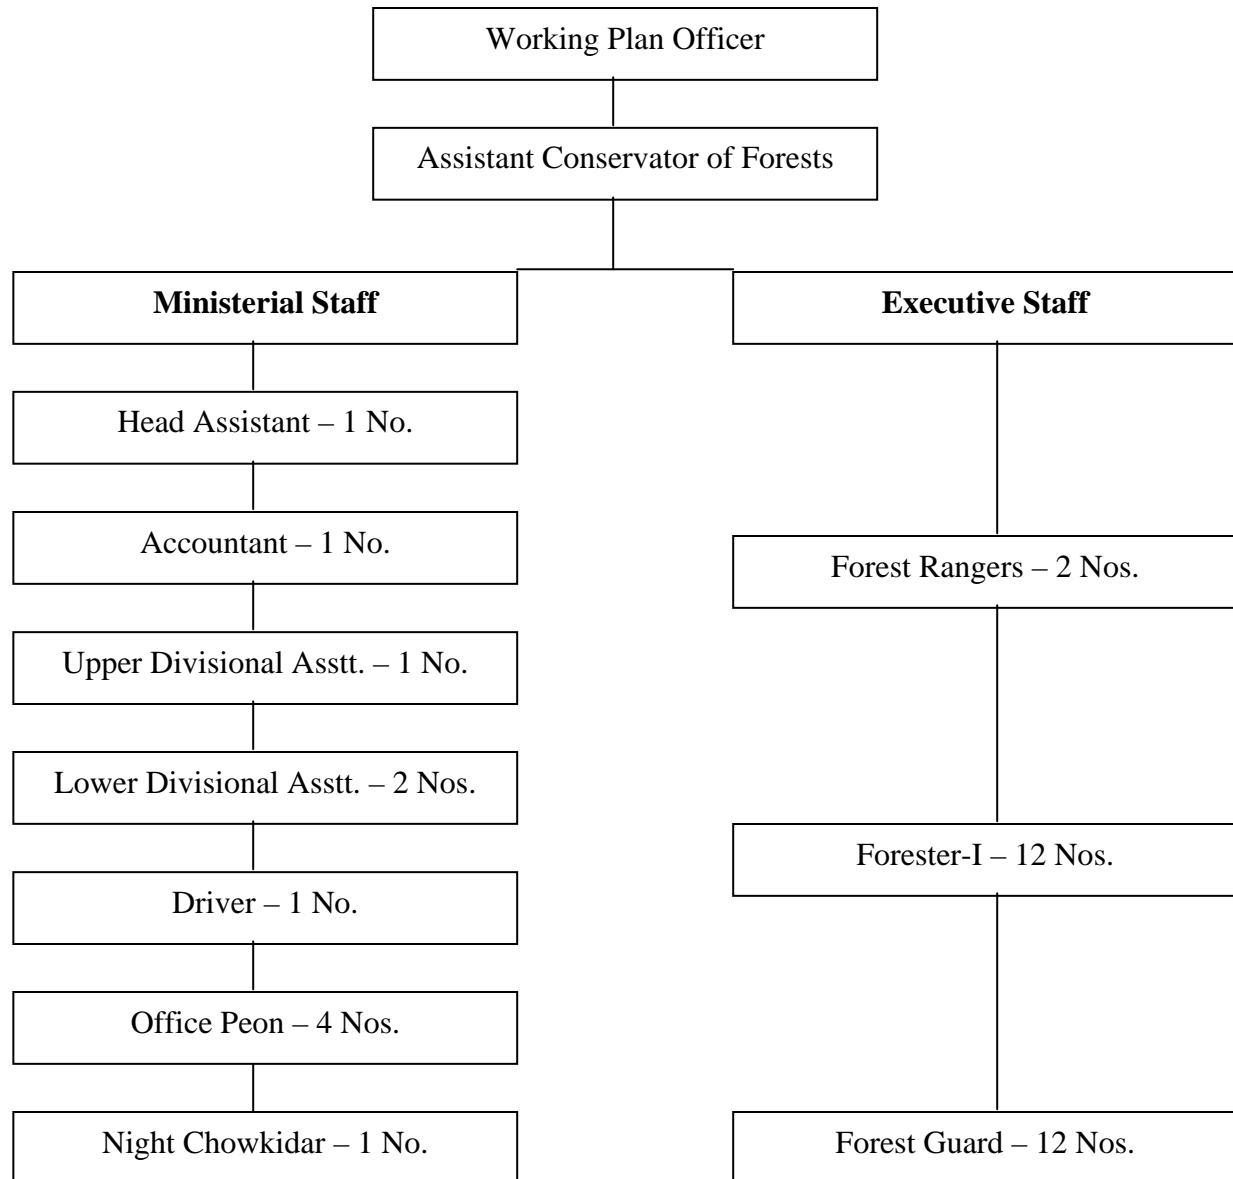 Working Plan Officer
Assistant Conservator of Forests
Ministerial Staff
Head Assistant – 1 No.
Accountant – 1 No.
Upper Divisional Asstt. – 1 No.
Lower Divisional Asstt. – 2 Nos.
Driver – 1 No.
Office Peon – 4 Nos.
Night Chowkidar – 1 No.
Executive Staff
Forest Rangers – 2 Nos.
Forester-I – 12 Nos.
Forest Guard – 12 Nos.